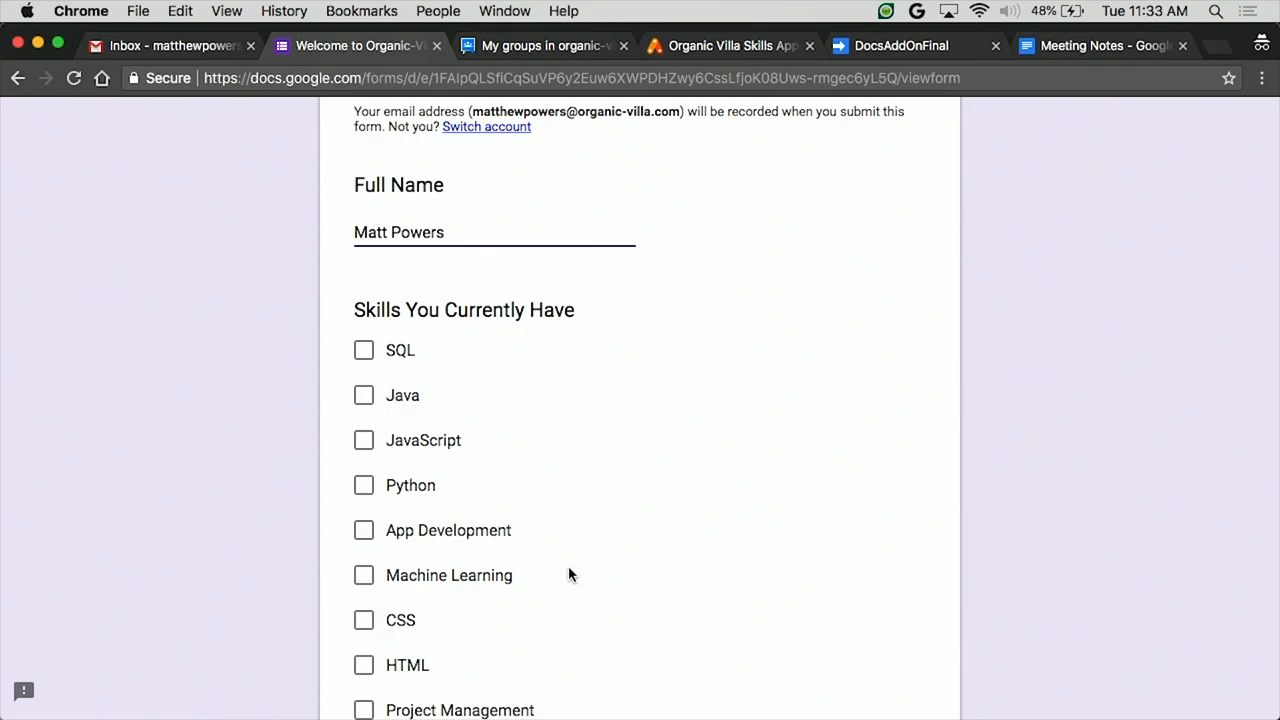 Chrome File Edit View History Bookmarks People Window Help 48% Tue 11:33 AM
Inbox - matthewpowers Welcome to Organic-Vi My groups in organic-v Organic Villa Skills App DocsAddOnFinal Meeting Notes - Google
Secure https://docs.google.com/forms/d/e/1FAIpQLSfiCqSuVP6y2Euw6XWPDHZwy6CssLfjoK08Uws-rmgec6yL5Q/viewform
Your email address (matthewpowers@organic-villa.com) will be recorded when you submit this
form. Not you? Switch account
Full Name
Matt Powers
Skills You Currently Have
SQL
Java
JavaScript
Python
App Development
Machine Learning
CSS
HTML
Project Management